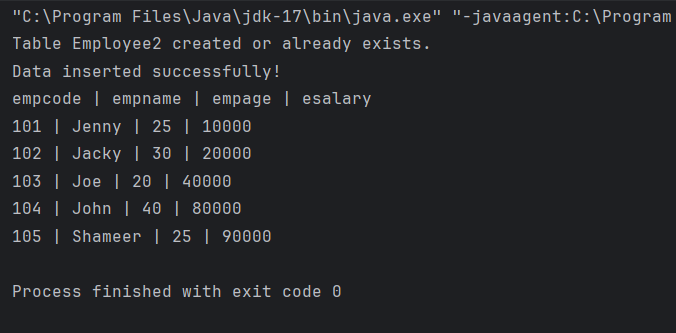 "C:\Program Files\Java\jdk-17\bin\java.exe" "-javaagent:C:\Program
Table Employee2 created or already exists.
Data inserted successfully!
empcode | empname | empage | esalary
101 | Jenny | 25 | 10000
102 | Jacky | 30 | 20000
103 | Joe | 20 | 40000
104 | John | 40 | 80000
105 | Shameer | 25 | 90000
Process finished with exit code 0